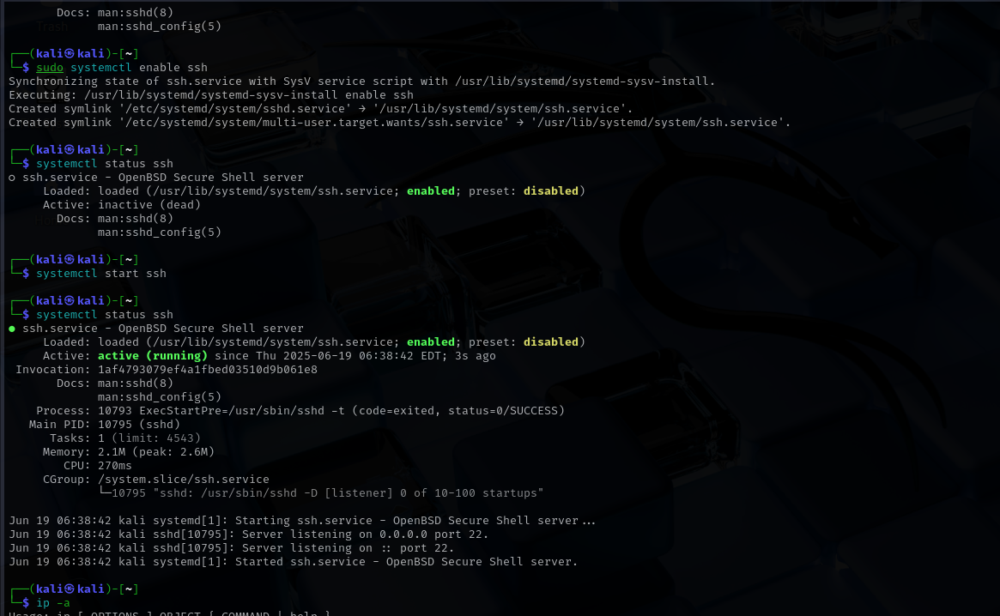 Docs: man:sshd(8)
Trash
man:sshd_config(5)
┌──(kali㉿kali)-[~]
└─$ sudo systemctl enable ssh
Synchronizing state of ssh.service with SysV service script with /usr/lib/systemd/systemd-sysv-install.
Executing: /usr/lib/systemd/systemd-sysv-install enable ssh
Created symlink '/etc/systemd/system/sshd.service' → '/usr/lib/systemd/system/ssh.service'.
Created symlink '/etc/systemd/system/multi-user.target.wants/ssh.service' → '/usr/lib/systemd/system/ssh.service'.
┌──(kali㉿kali)-[~]
└─$ systemctl status ssh
○ ssh.service - OpenBSD Secure Shell server
Loaded: loaded (/usr/lib/systemd/system/ssh.service; enabled; preset: disabled)
Active: inactive (dead)
Docs: man:sshd(8)
man:sshd_config(5)
┌──(kali㉿kali)-[~]
└─$ systemctl start ssh
┌──(kali㉿kali)-[~]
└─$ systemctl status ssh
● ssh.service - OpenBSD Secure Shell server
Loaded: loaded (/usr/lib/systemd/system/ssh.service; enabled; preset: disabled)
Active: active (running) since Thu 2025-06-19 06:38:42 EDT; 3s ago
Invocation: 1af4793079ef4a1fbed03510d9b061e8
Docs: man:sshd(8)
man:sshd_config(5)
Process: 10793 ExecStartPre=/usr/sbin/sshd -t (code=exited, status=0/SUCCESS)
Main PID: 10795 (sshd)
Tasks: 1 (limit: 4543)
Memory: 2.1M (peak: 2.6M)
CPU: 270ms
CGroup: /system.slice/ssh.service
└─10795 "sshd: /usr/sbin/sshd -D [listener] 0 of 10-100 startups"
Jun 19 06:38:42 kali systemd[1]: Starting ssh.service - OpenBSD Secure Shell server...
Jun 19 06:38:42 kali sshd[10795]: Server listening on 0.0.0.0 port 22.
Jun 19 06:38:42 kali sshd[10795]: Server listening on :: port 22.
Jun 19 06:38:42 kali systemd[1]: Started ssh.service - OpenBSD Secure Shell server.
┌──(kali㉿kali)-[~]
└─$ ip -a
Usage: ip [ OPTIONS ] OBJECT { COMMAND | help }